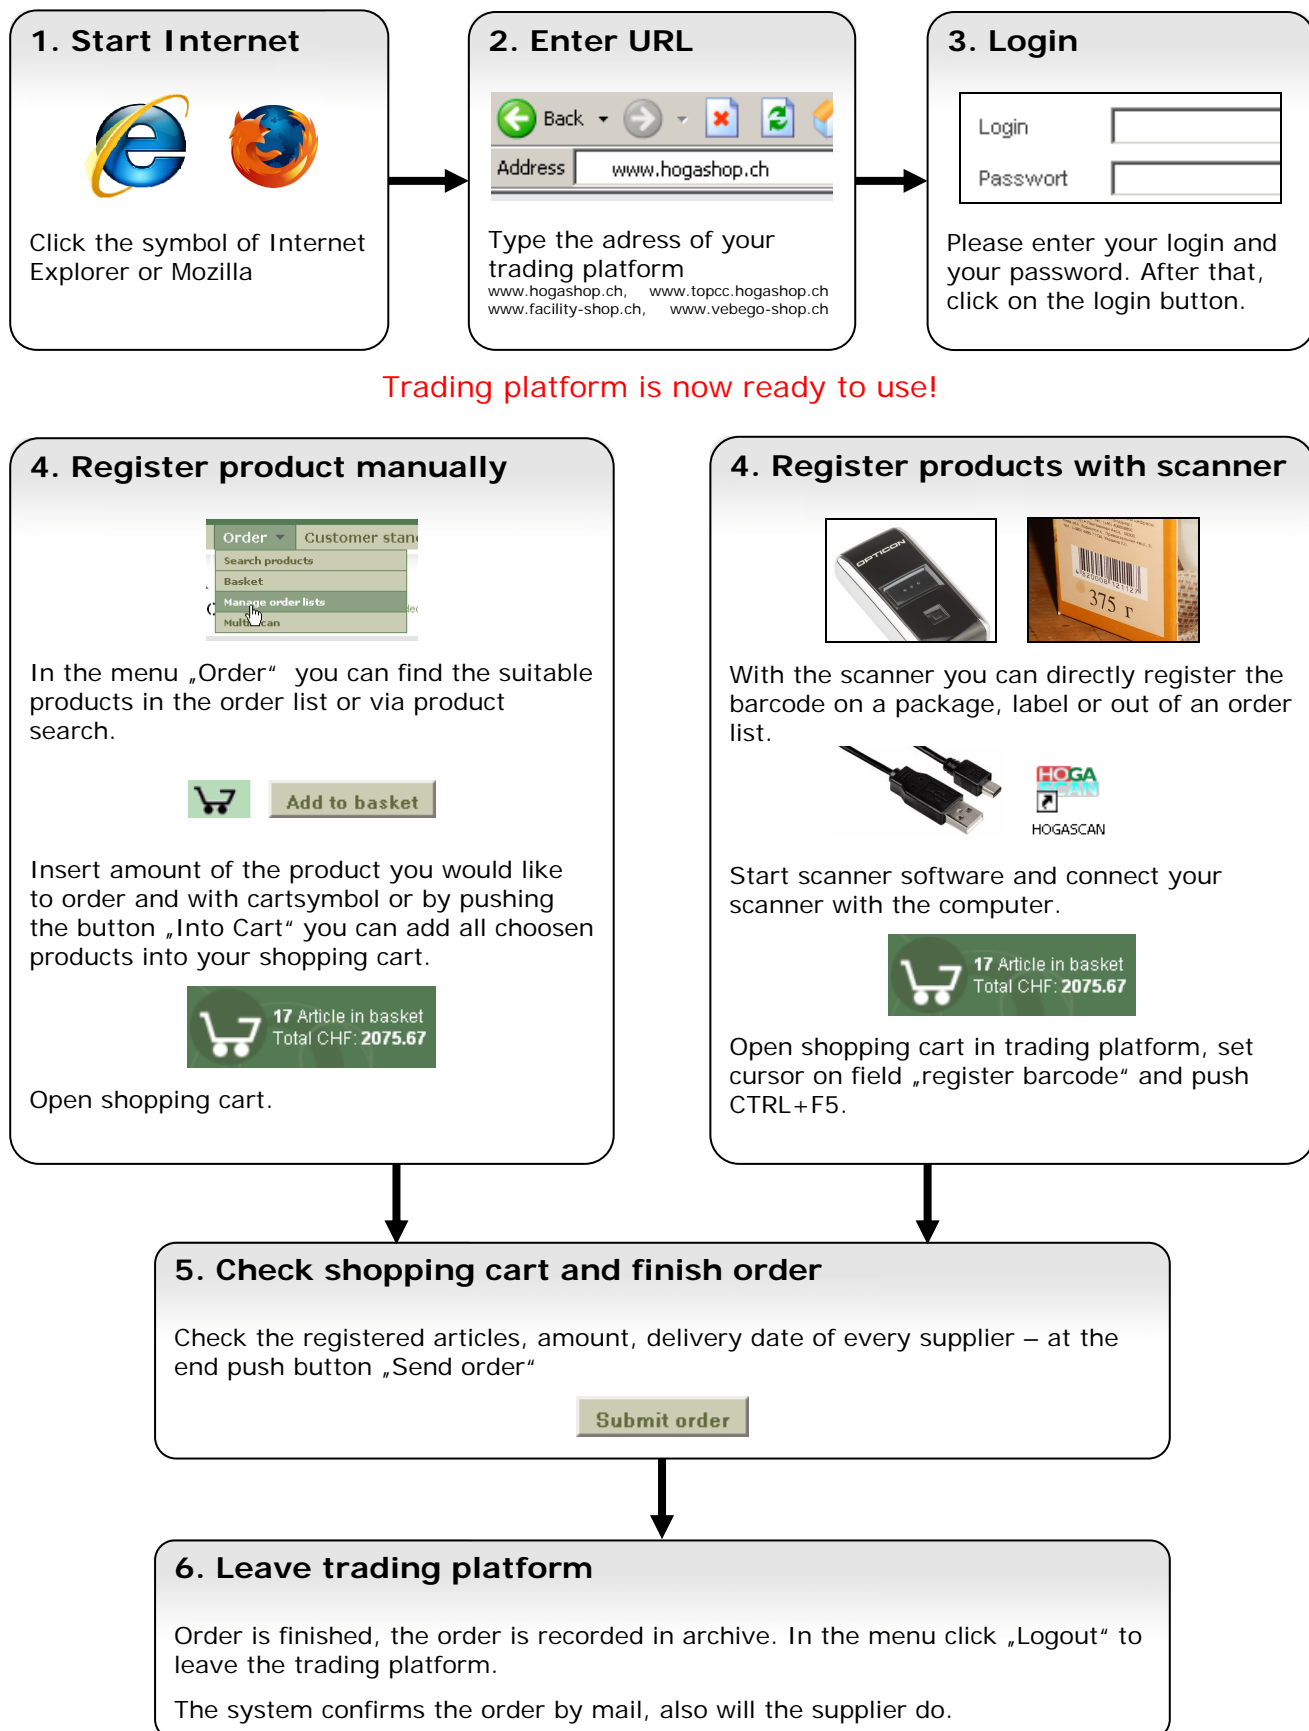 1. Start Internet
Click the symbol of Internet
Explorer or Mozilla
2. Enter URL
Back
Address www.hogashop.ch
Type the adress of your
trading platform
www.hogashop.ch, www.topcc.hogashop.ch
www.facility-shop.ch, www.vebego-shop.ch
3. Login
Login
Passwort
Please enter your login and
your password. After that,
click on the login button.
Trading platform is now ready to use!
4. Register product manually
Order Customer stan
Search products
Basket
Manage order lists
In the menu „Order“ you can find the suitable
products in the order list or via product
search.
Add to basket
Insert amount of the product you would like
to order and with cartsymbol or by pushing
the button „Into Cart“ you can add all choosen
products into your shopping cart.
17 Article in basket
Total CHF: 2075.67
Open shopping cart.
4. Register products with scanner
OPTICON
375 г
With the scanner you can directly register the
barcode on a package, label or out of an order
list.
HOGA
SCAN
HOGASCAN
Start scanner software and connect your
scanner with the computer.
17 Article in basket
Total CHF: 2075.67
Open shopping cart in trading platform, set
cursor on field „register barcode“ and push
CTRL+F5.
5. Check shopping cart and finish order
Check the registered articles, amount, delivery date of every supplier – at the
end push button „Send order“
Submit order
6. Leave trading platform
Order is finished, the order is recorded in archive. In the menu click „Logout“ to
leave the trading platform.
The system confirms the order by mail, also will the supplier do.